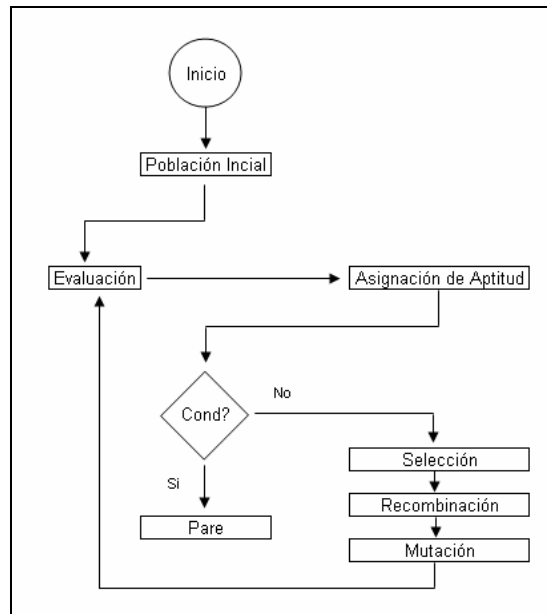 Inicio
Población Incial
Evaluación
Asignación de Aptitud
Cond?
No
Si
Selección
Recombinación
Mutación
Pare